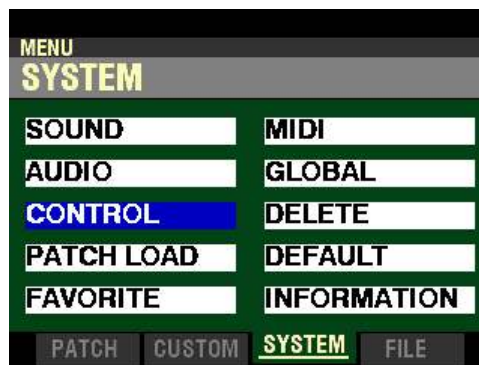 MENU
SYSTEM
SOUND MIDI
AUDIO GLOBAL
CONTROL DELETE
PATCH LOAD DEFAULT
FAVORITE INFORMATION
PATCH CUSTOM SYSTEM FILE